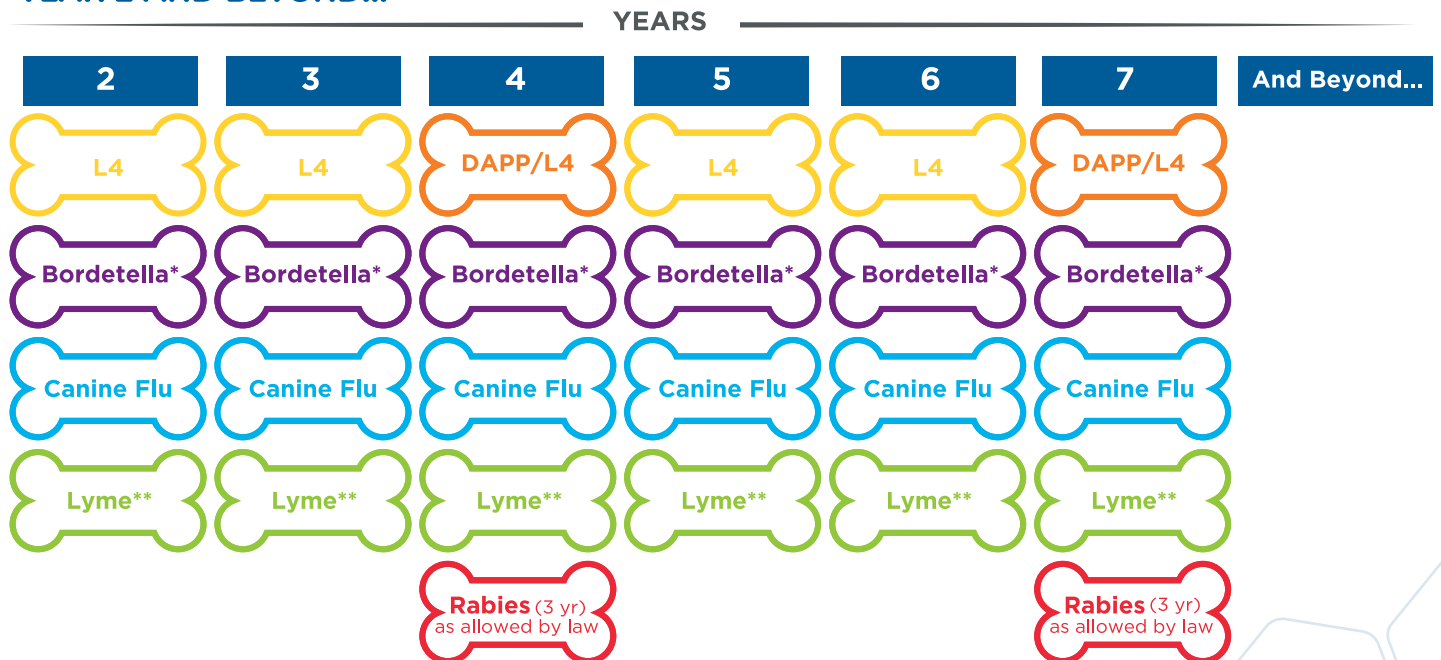 YEARS
2 3 4 5 6 7 And Beyond...
L4 L4 DAPP/L4 L4 L4 DAPP/L4
Bordetella* Bordetella* Bordetella* Bordetella* Bordetella* Bordetella*
Canine Flu Canine Flu Canine Flu Canine Flu Canine Flu Canine Flu
Lyme** Lyme** Lyme** Lyme** Lyme** Lyme**
Rabies (3 yr) Rabies (3 yr)
as allowed by law as allowed by law